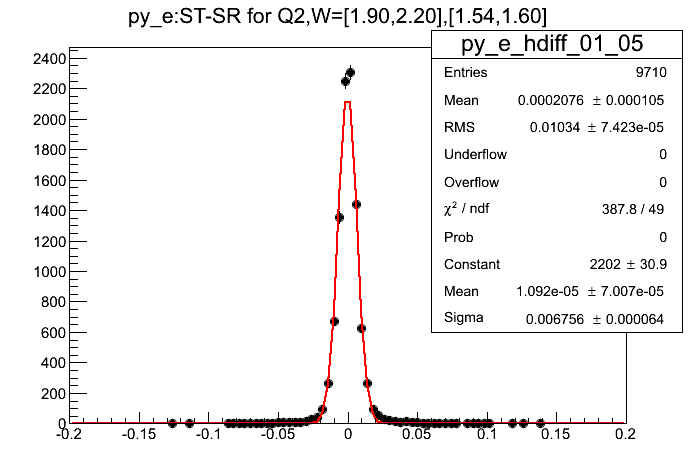 py_e:ST-SR for Q2,W=[1.90,2.20],[1.54,1.60]
py_e_hdiff_01_05
Entries 9710
Mean 0.0002076 ± 0.000105
RMS 0.01034 ± 7.423e-05
Underflow 0
Overflow 0
χ² / ndf 387.8 / 49
Prob 0
Constant 2202 ± 30.9
Mean 1.092e-05 ± 7.007e-05
Sigma 0.006756 ± 0.000064
2400
2200
2000
1800
1600
1400
1200
1000
800
600
400
200
0
-0.2 -0.15 -0.1 -0.05 0 0.05 0.1 0.15 0.2